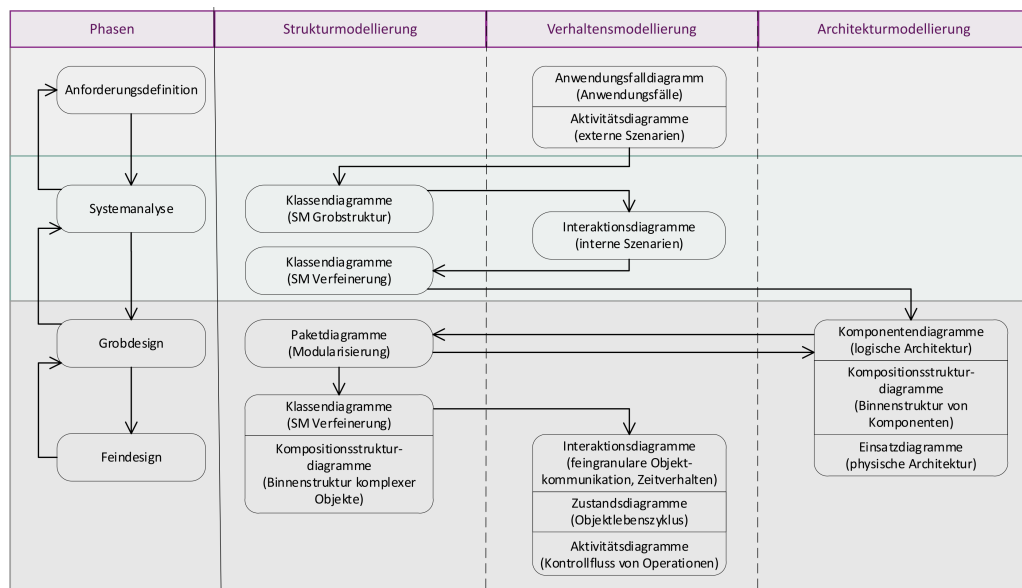 Phasen
Strukturmodellierung
Verhaltensmodellierung
Architekturmodellierung
Anforderungsdefinition
Anwendungsfalldiagramm
(Anwendungsfälle)
Aktivitätsdiagramme
(externe Szenarien)
Systemanalyse
Klassendiagramme
(SM Grobstruktur)
Interaktionsdiagramme
(interne Szenarien)
Klassendiagramme
(SM Verfeinerung)
Grobdesign
Paketdiagramme
(Modularisierung)
Komponentendiagramme
(logische Architektur)
Kompositionsstruktur-
diagramme
(Binnenstruktur von
Komponenten)
Einsatzdiagramme
(physische Architektur)
Feindesign
Klassendiagramme
(SM Verfeinerung)
Kompositionsstruktur-
diagramme
(Binnenstruktur komplexer
Objekte)
Interaktionsdiagramme
(feingranulare Objekt-
kommunikation, Zeitverhalten)
Zustandsdiagramme
(Objektlebenszyklus)
Aktivitätsdiagramme
(Kontrollfluss von Operationen)